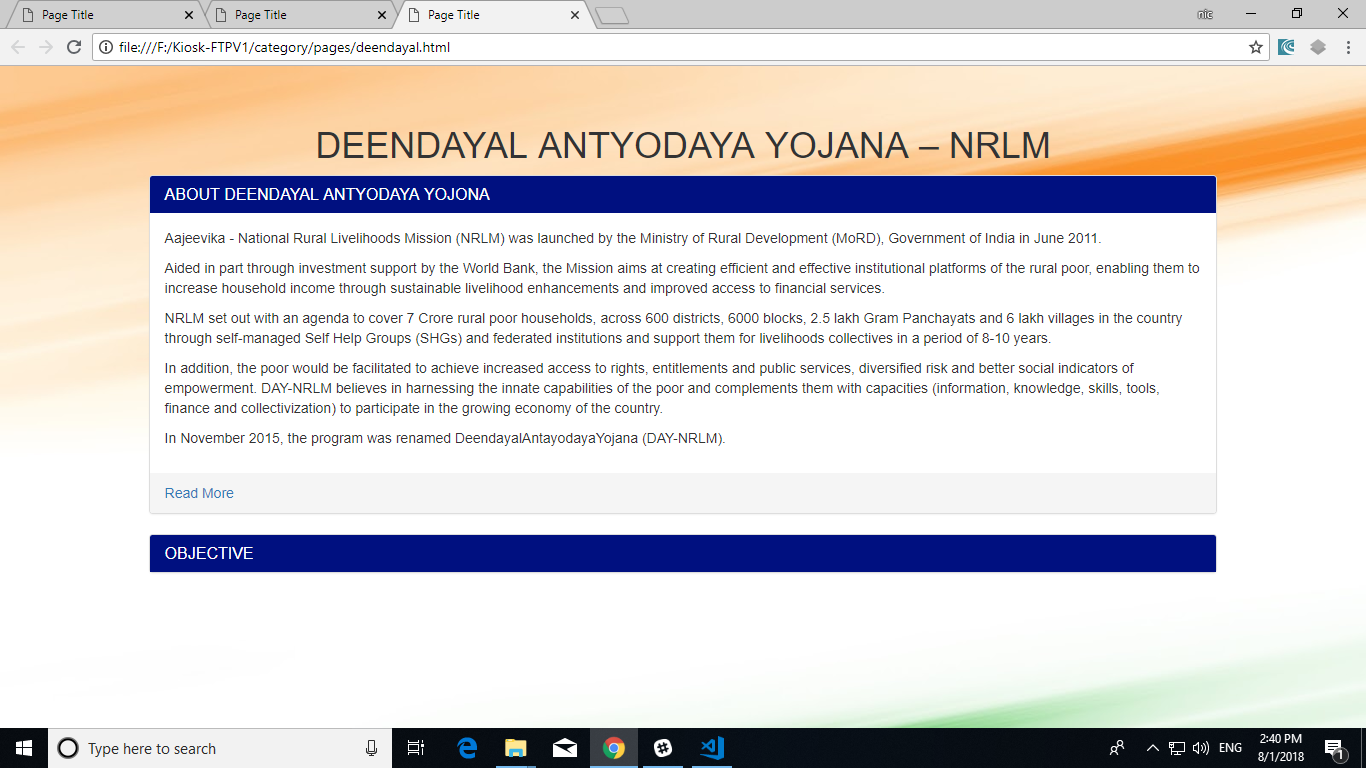 Page Title
Page Title
Page Title
nic
file:///F:/Kiosk-FTPV1/category/pages/deendayal.html
DEENDAYAL ANTYODAYA YOJANA – NRLM
ABOUT DEENDAYAL ANTYODAYA YOJONA
Aajeevika - National Rural Livelihoods Mission (NRLM) was launched by the Ministry of Rural Development (MoRD), Government of India in June 2011.
Aided in part through investment support by the World Bank, the Mission aims at creating efficient and effective institutional platforms of the rural poor, enabling them to
increase household income through sustainable livelihood enhancements and improved access to financial services.
NRLM set out with an agenda to cover 7 Crore rural poor households, across 600 districts, 6000 blocks, 2.5 lakh Gram Panchayats and 6 lakh villages in the country
through self-managed Self Help Groups (SHGs) and federated institutions and support them for livelihoods collectives in a period of 8-10 years.
In addition, the poor would be facilitated to achieve increased access to rights, entitlements and public services, diversified risk and better social indicators of
empowerment. DAY-NRLM believes in harnessing the innate capabilities of the poor and complements them with capacities (information, knowledge, skills, tools,
finance and collectivization) to participate in the growing economy of the country.
In November 2015, the program was renamed DeendayalAntayodayaYojana (DAY-NRLM).
Read More
OBJECTIVE
Type here to search
ENG
2:40 PM
8/1/2018
1